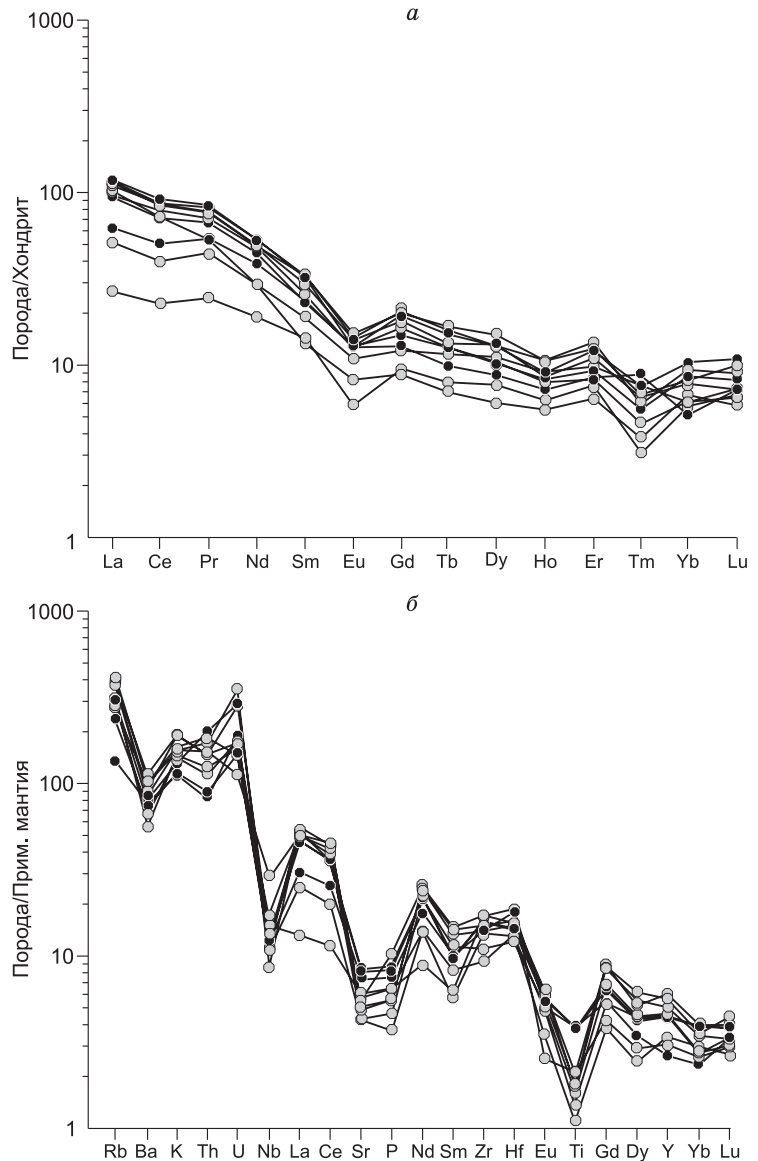 а
1000
100
10
1
Порода/Хондрит
La Ce Pr Nd Sm Eu Gd Tb Dy Ho Er Tm Yb Lu
б
1000
100
10
1
Порода/Прим. мантия
Rb Ba K Th U Nb La Ce Sr P Nd Sm Zr Hf Eu Ti Gd Dy Y Yb Lu